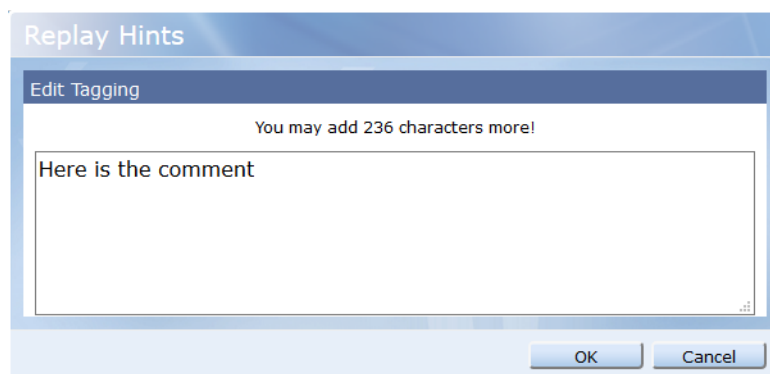 Replay Hints
Edit Tagging
You may add 236 characters more!
Here is the comment
OK Cancel